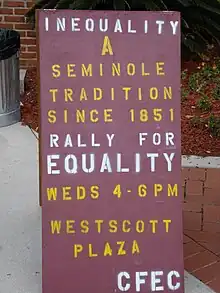 INEQUALITY
A
SEMINOLE
TRADITION
SINCE 1851
RALLY FOR
EQUALITY
WEDS 4-6PM
WESTSCOTT
PLAZA
CFEC